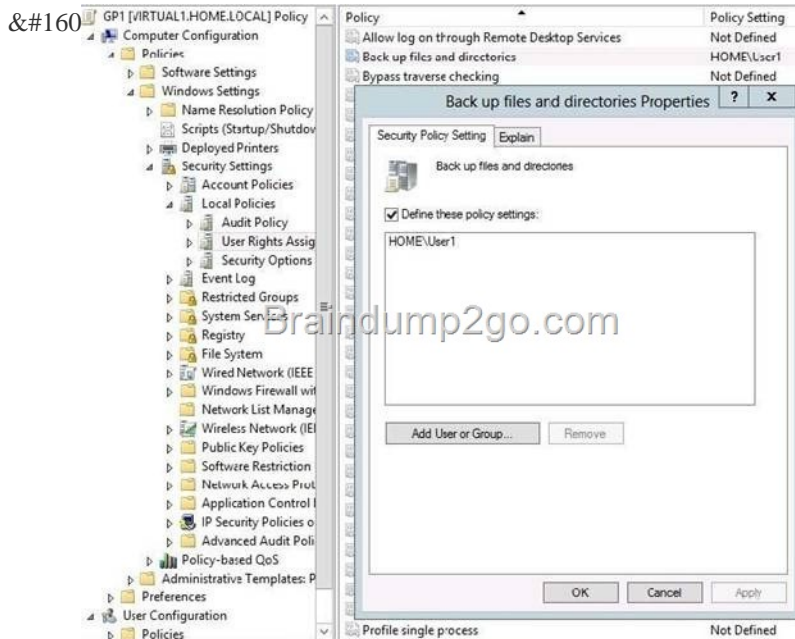 &#160
GP1 [VIRTUAL1.HOME.LOCAL] Policy
Computer Configuration
Policies
Software Settings
Windows Settings
Name Resolution Policy
Scripts (Startup/Shutdov
Deployed Printers
Security Settings
Account Policies
Local Policies
Audit Policy
User Rights Assig
Security Options
Event Log
Restricted Groups
System Services
Registry
File System
Wired Network (IEEE
Windows Firewall wit
Network List Manage
Wireless Network (IE
Public Key Policies
Software Restriction
Network Access Prot
Application Control
IP Security Policies o
Advanced Audit Poli
Policy-based QoS
Administrative Templates: P
Preferences
User Configuration
Policies
Policy Policy Setting
Allow log on through Remote Desktop Services Not Defined
Back up files and directories HOME\User1
Bypass traverse checking Not Defined
Back up files and directories Properties ? x
Security Policy Setting Explain
Back up files and directories
Define these policy settings:
HOME\User1
Add User or Group... Remove
OK Cancel Apply
Profile single process Not Defined
Braindump2go.com